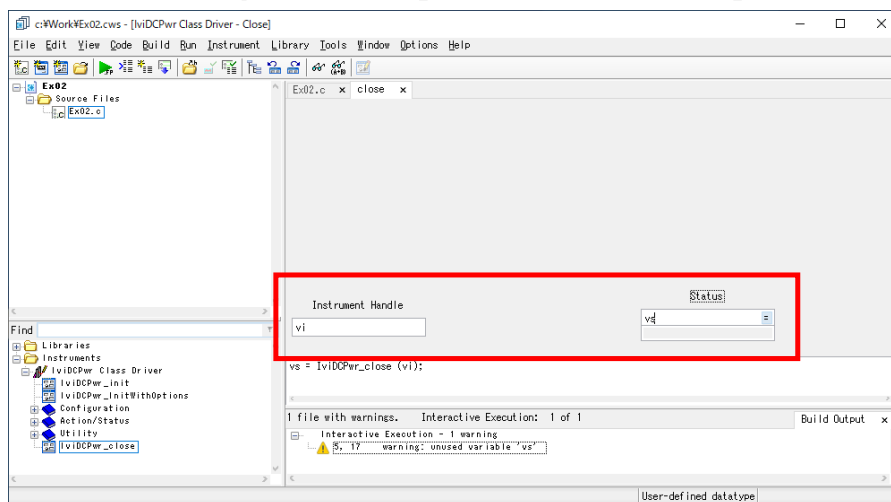 c:¥Work¥Ex02.cws - [IviDCPwr Class Driver - Close]
File Edit View Code Build Run Instrument Library Tools Window Options Help
Ex02
Source Files
Ex02.c
Ex02.c x close x
Instrument Handle
Status
vi
vs
Find
Libraries
Instruments
IviDCPwr Class Driver
IviDCPwr_init
IviDCPwr_InitWithOptions
Configuration
Action/Status
Utility
IviDCPwr_close
vs = IviDCPwr_close (vi);
1 file with warnings. Interactive Execution: 1 of 1
Build Output x
Interactive Execution - 1 warning
5, 17 warning: unused variable 'vs'
User-defined datatype